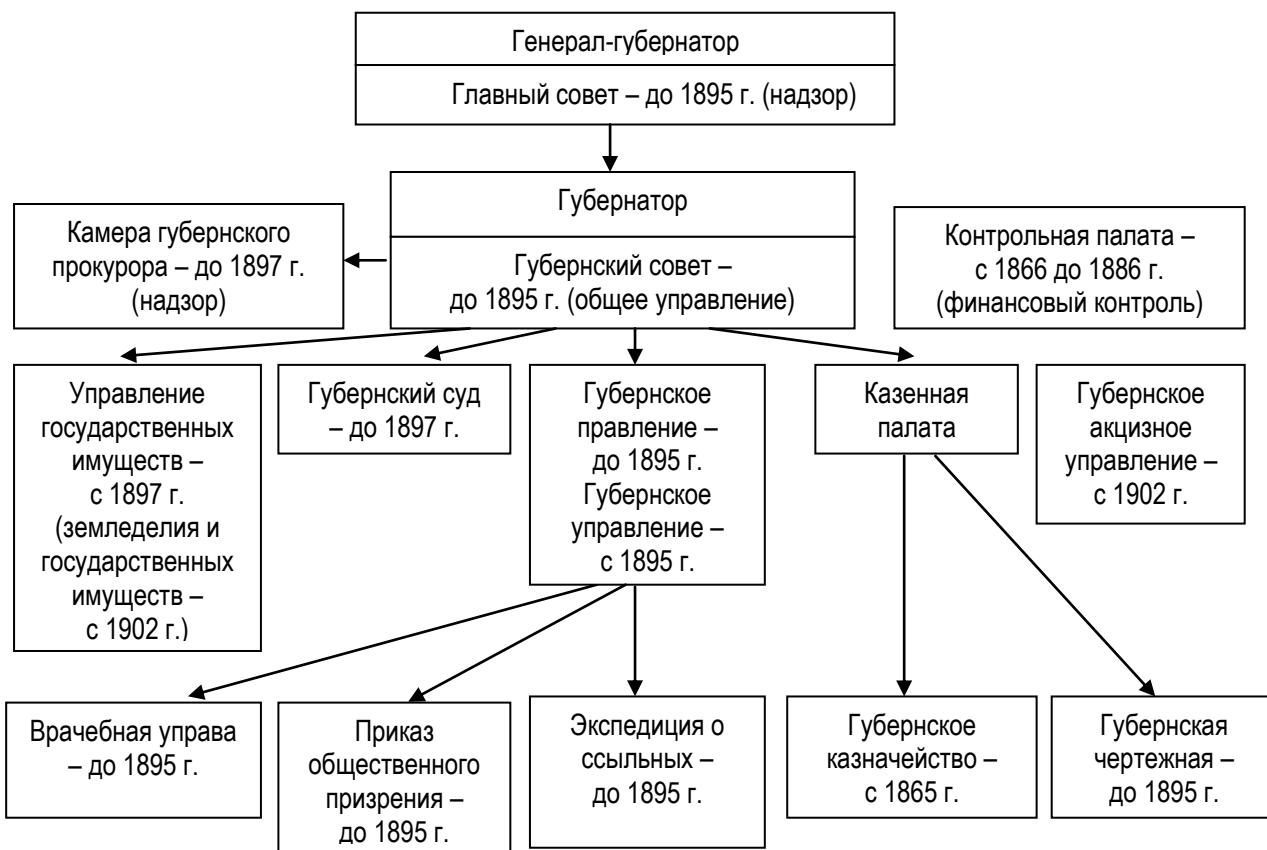 Генерал-губернатор
Главный совет – до 1895 г. (надзор)
Губернатор
Губернский совет –
до 1895 г. (общее управление)
Камера губернского
прокурора – до 1897 г.
(надзор)
Контрольная палата –
с 1866 до 1886 г.
(финансовый контроль)
Управление
государственных
имуществ –
с 1897 г.
(земледелия и
государственных
имуществ –
с 1902 г.)
Губернский суд
– до 1897 г.
Губернское
правление –
до 1895 г.
Губернское
управление –
с 1895 г.
Казенная
палата
Губернское
акцизное
управление –
с 1902 г.
Врачебная управа
– до 1895 г.
Приказ
общественного
призрения –
до 1895 г.
Экспедиция о
ссыльных –
до 1895 г.
Губернское
казначейство –
с 1865 г.
Губернская
чертежная –
до 1895 г.